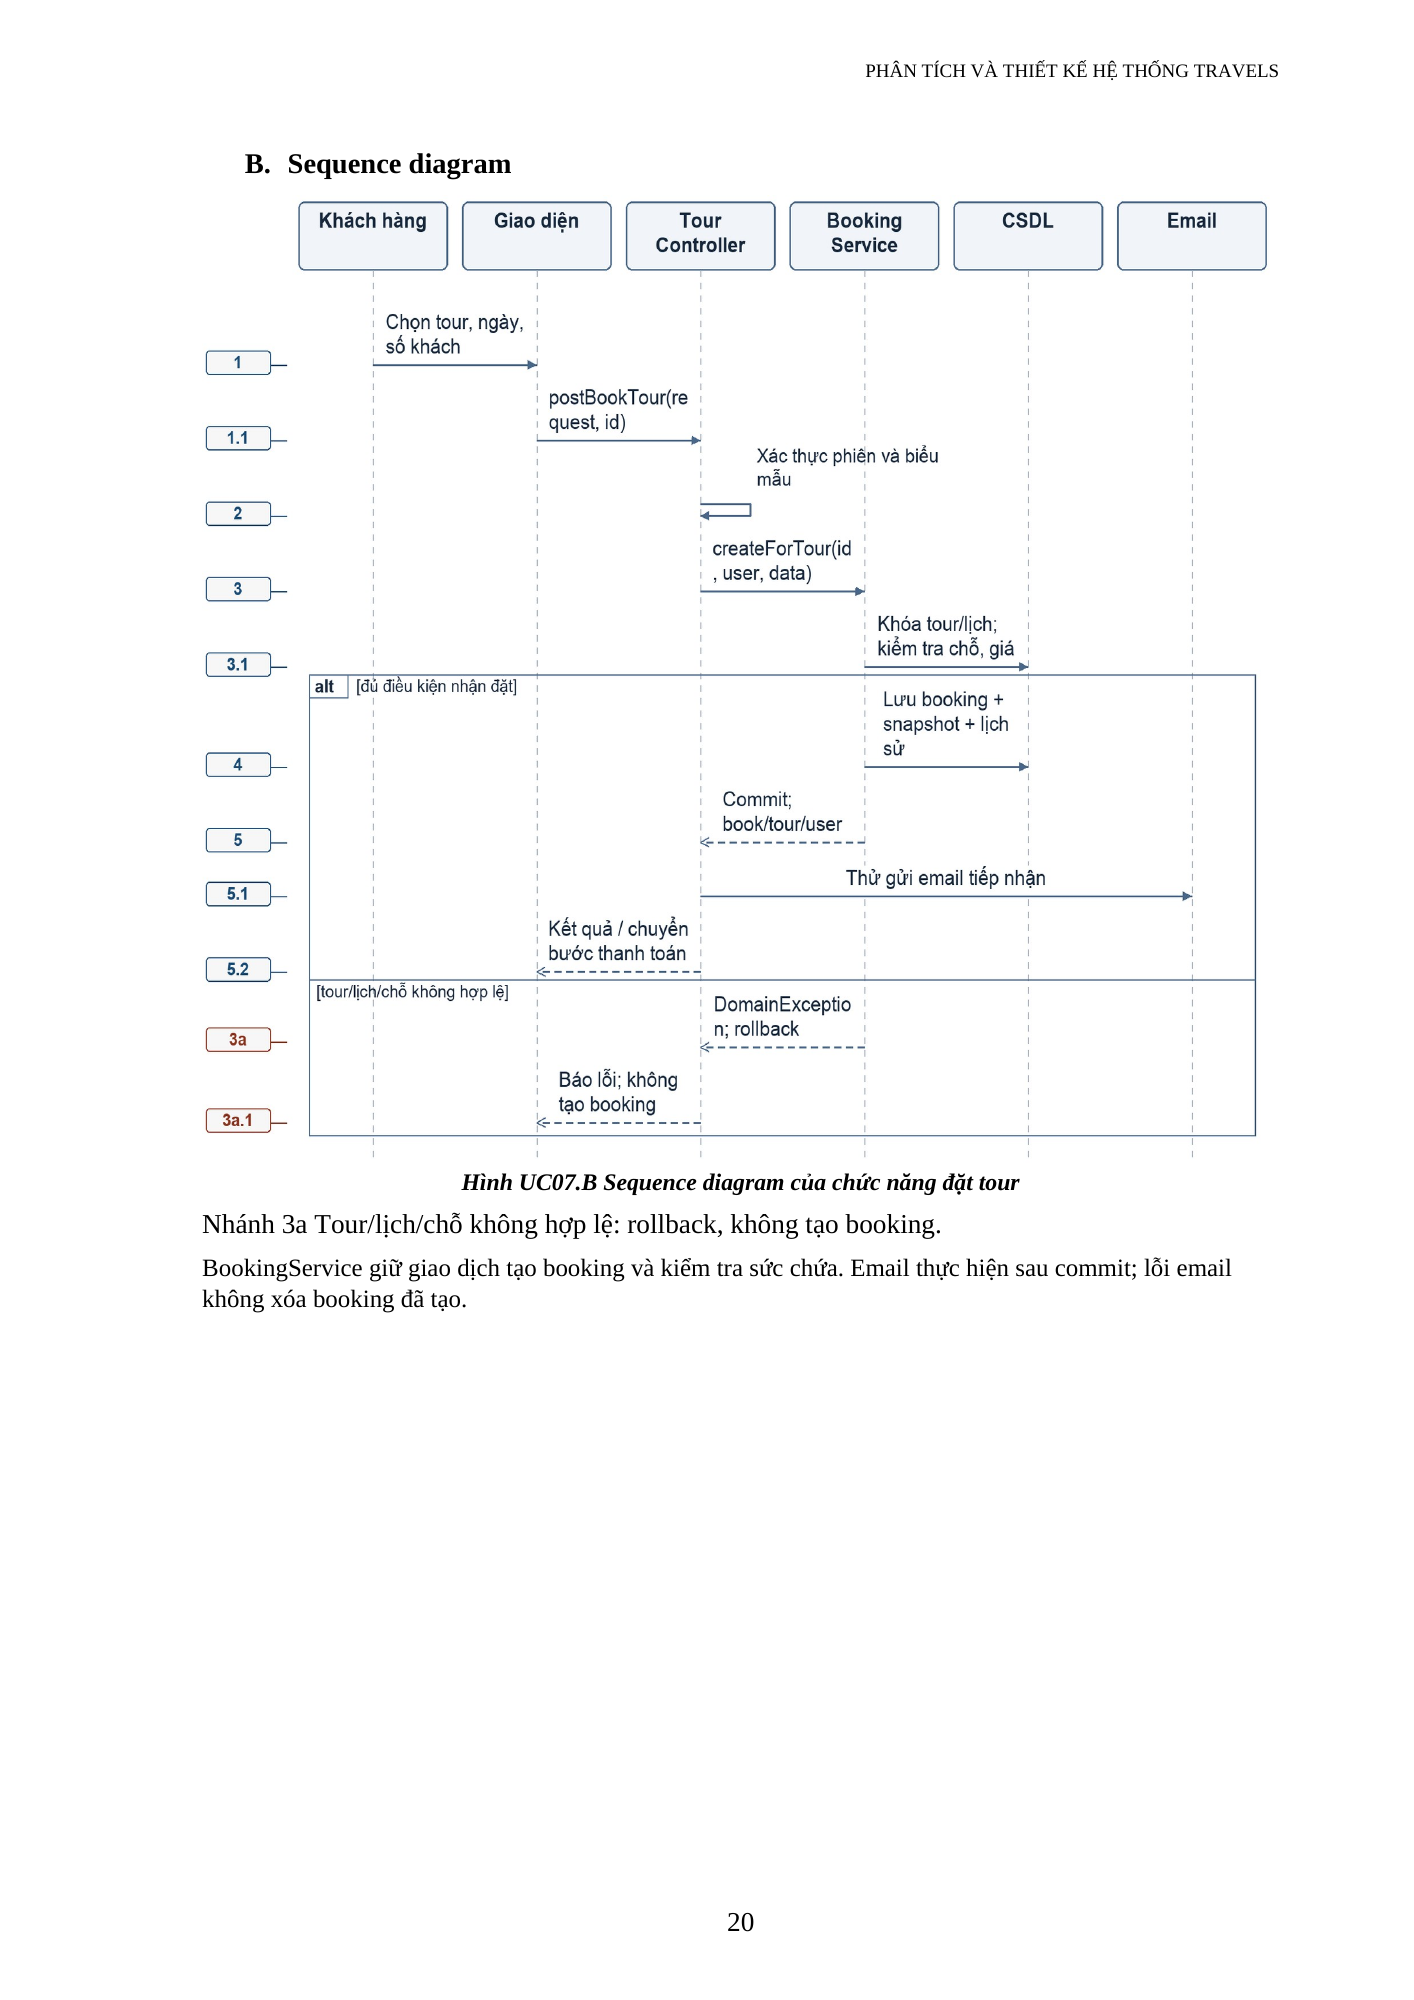 PHÂN TÍCH VÀ THIẾT KẾ HỆ THỐNG TRAVELS
B. Sequence diagram
Khách hàng
Giao diện
Tour
Controller
Booking
Service
CSDL
Email
Chọn tour, ngày,
số khách
1
postBookTour(re
quest, id)
1.1
Xác thực phiên và biểu
mẫu
2
createForTour(id
, user, data)
3
Khóa tour/lịch;
kiểm tra chỗ, giá
3.1
alt [đủ điều kiện nhận đặt]
Lưu booking +
snapshot + lịch
sử
4
Commit;
book/tour/user
5
Thử gửi email tiếp nhận
5.1
Kết quả / chuyển
bước thanh toán
5.2
[tour/lịch/chỗ không hợp lệ]
DomainExceptio
n; rollback
3a
Báo lỗi; không
tạo booking
3a.1
Hình UC07.B Sequence diagram của chức năng đặt tour
Nhánh 3a Tour/lịch/chỗ không hợp lệ: rollback, không tạo booking.
BookingService giữ giao dịch tạo booking và kiểm tra sức chứa. Email thực hiện sau commit; lỗi email
không xóa booking đã tạo.
20